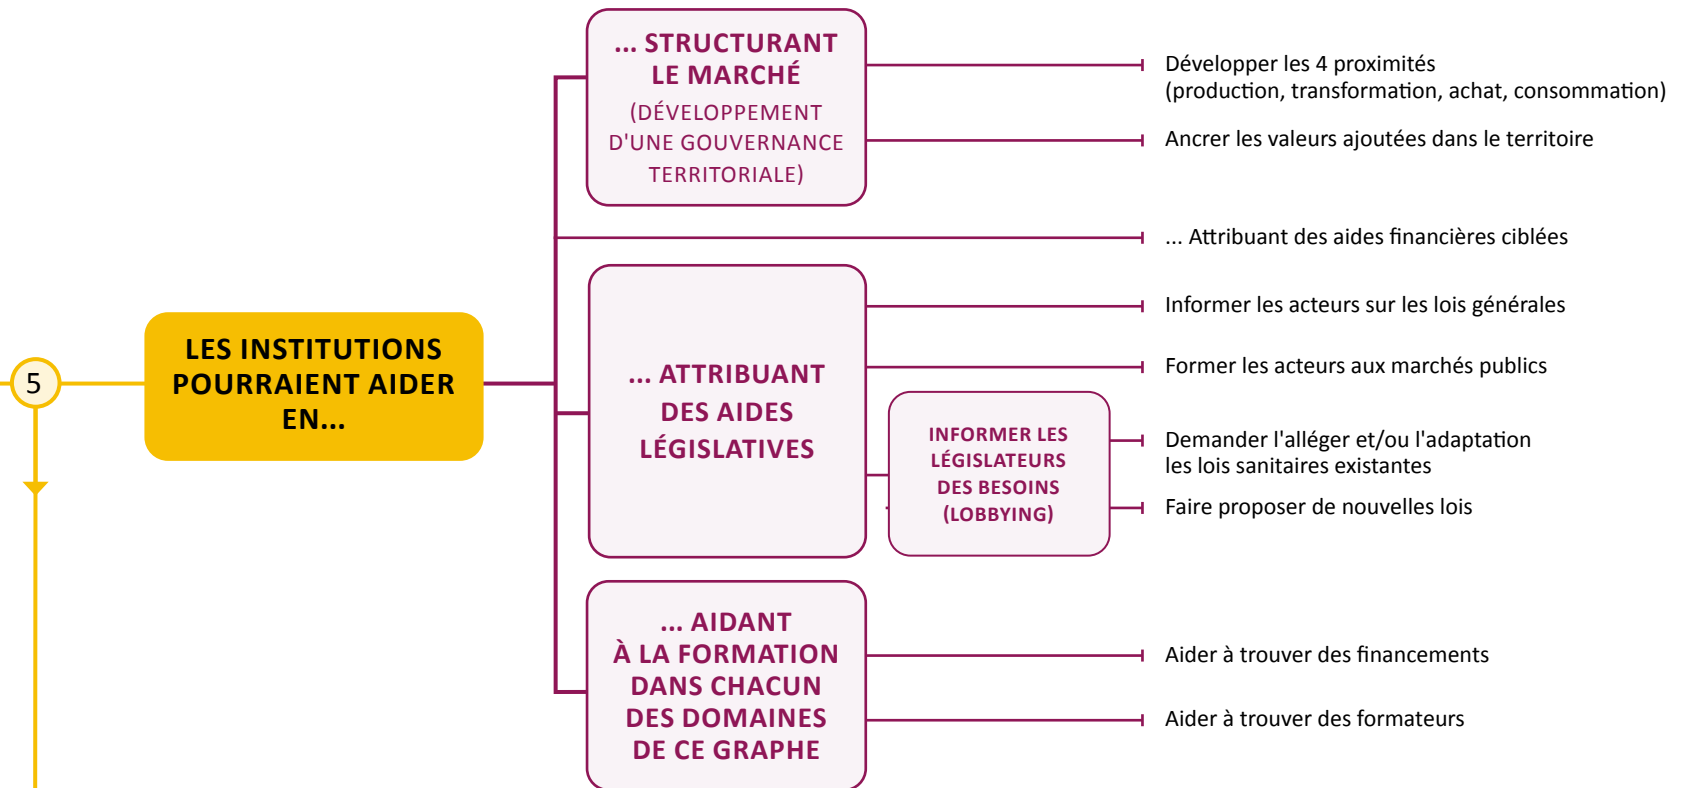 5
LES INSTITUTIONS
POURRAIENT AIDER
EN...
... STRUCTURANT
LE MARCHÉ
(DÉVELOPPEMENT
D'UNE GOUVERNANCE
TERRITORIALE)
Développer les 4 proximités
(production, transformation, achat, consommation)
Ancrer les valeurs ajoutées dans le territoire
... Attribuant des aides financières ciblées
... ATTRIBUANT
DES AIDES
LÉGISLATIVES
Informer les acteurs sur les lois générales
Former les acteurs aux marchés publics
INFORMER LES
LÉGISLATEURS
DES BESOINS
(LOBBYING)
Demander l'alléger et/ou l'adaptation
les lois sanitaires existantes
Faire proposer de nouvelles lois
... AIDANT
À LA FORMATION
DANS CHACUN
DES DOMAINES
DE CE GRAPHE
Aider à trouver des financements
Aider à trouver des formateurs